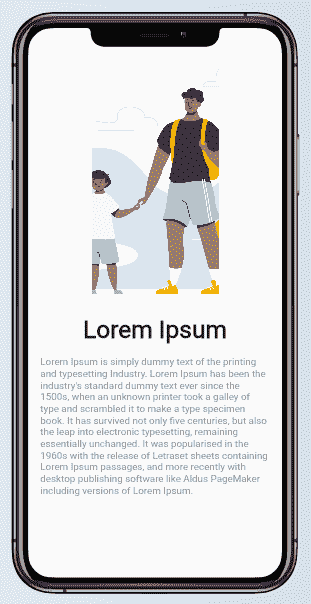 Lorem Ipsum
Lorem Ipsum is simply dummy text of the printing
and typesetting Industry. Lorem Ipsum has been the
industry's standard dummy text ever since the
1500s, when an unknown printer took a galley of
type and scrambled it to make a type specimen
book. It has survived not only five centuries, but also
the leap into electronic typesetting, remaining
essentially unchanged. It was popularised in the
1960s with the release of Letraset sheets containing
Lorem Ipsum passages, and more recently with
desktop publishing software like Aldus PageMaker
including versions of Lorem Ipsum.